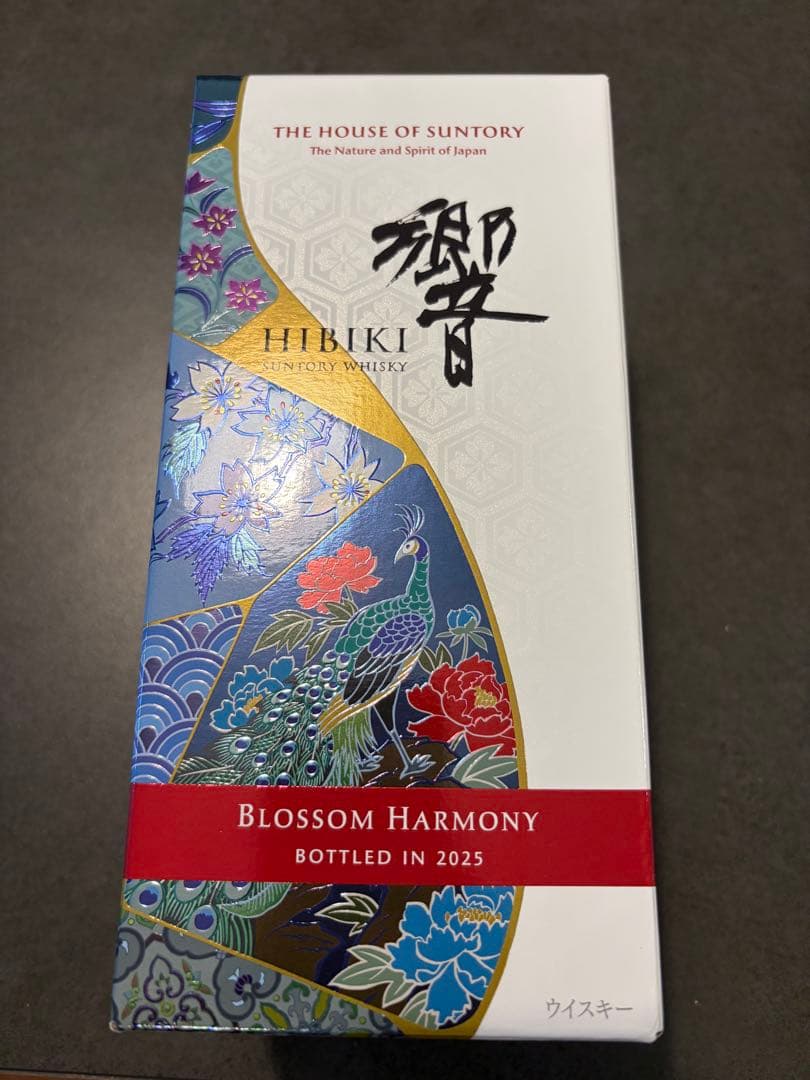 THE HOUSE OF SUNTORY
The Nature and Spirit of Japan
響
HIBIKI
SUNTORY WHISKY
BLOSSOM HARMONY
BOTTLED IN 2025
ウイスキー